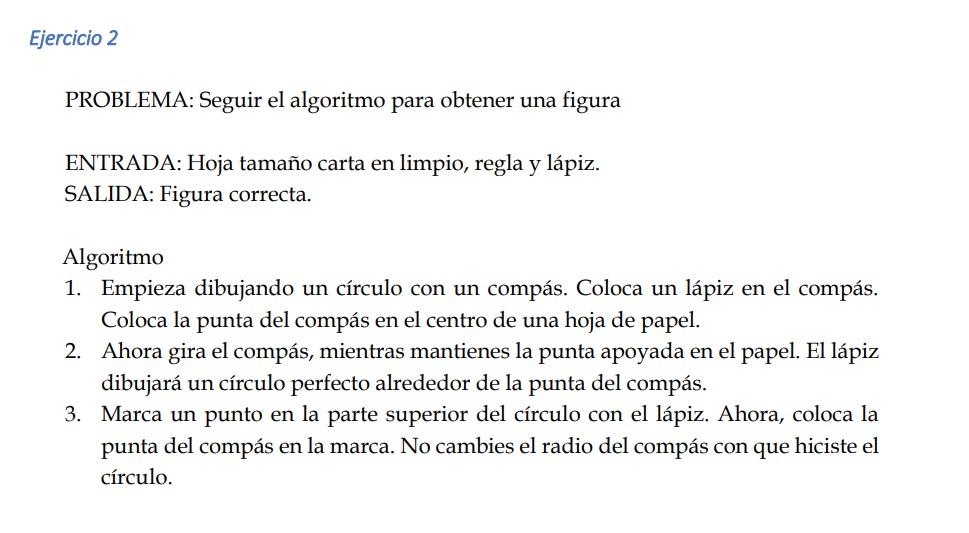 Ejercicio 2
PROBLEMA: Seguir el algoritmo para obtener una figura
ENTRADA: Hoja tamaño carta en limpio, regla y lápiz.
SALIDA: Figura correcta.
Algoritmo
1. Empieza dibujando un círculo con un compás. Coloca un lápiz en el compás.
Coloca la punta del compás en el centro de una hoja de papel.
2. Ahora gira el compás, mientras mantienes la punta apoyada en el papel. El lápiz
dibujará un círculo perfecto alrededor de la punta del compás.
3. Marca un punto en la parte superior del círculo con el lápiz. Ahora, coloca la
punta del compás en la marca. No cambies el radio del compás con que hiciste el
círculo.